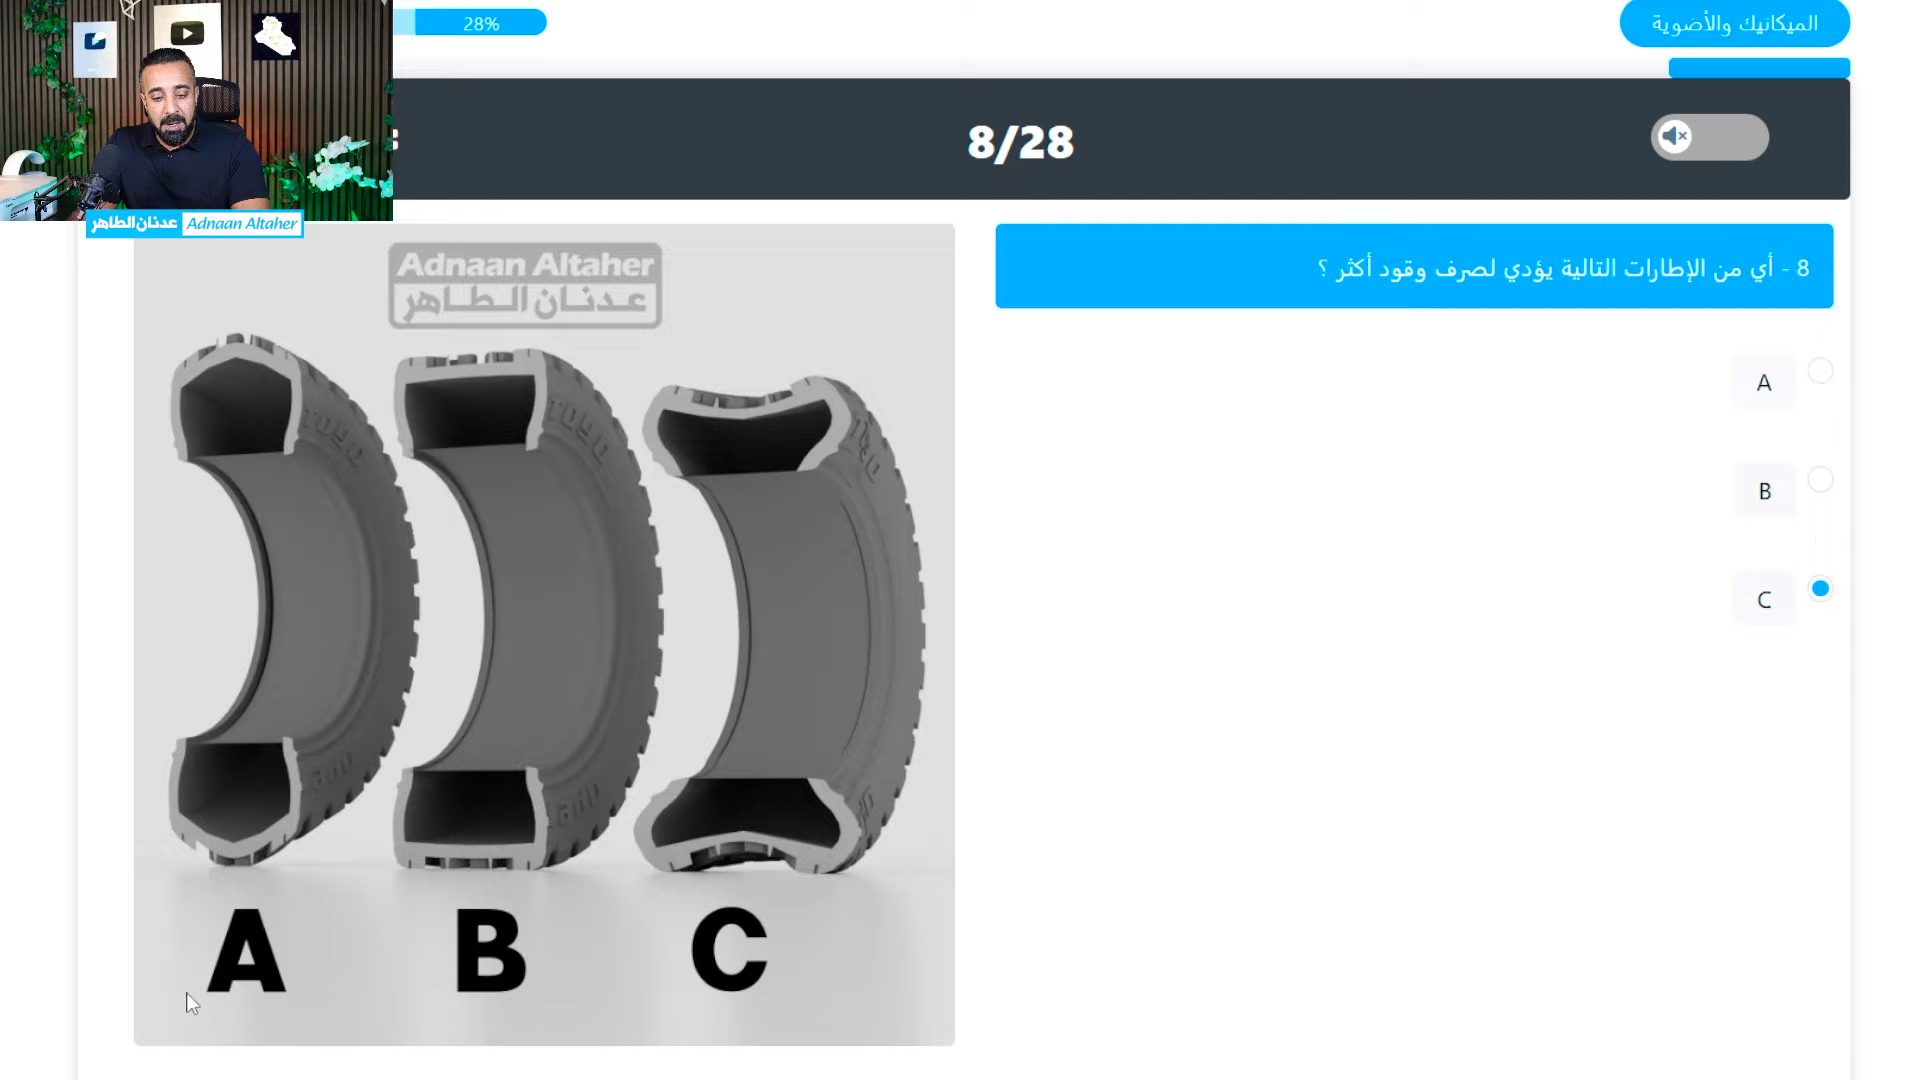 28%
الميكانيك والأضوية
8/28
عدنان الطاهر Adnaan Altaher
Adnaan Altaher
عدنان الطاهر
8 - أي من الإطارات التالية يؤدي لصرف وقود أكثر ؟
A
B
C
A B C